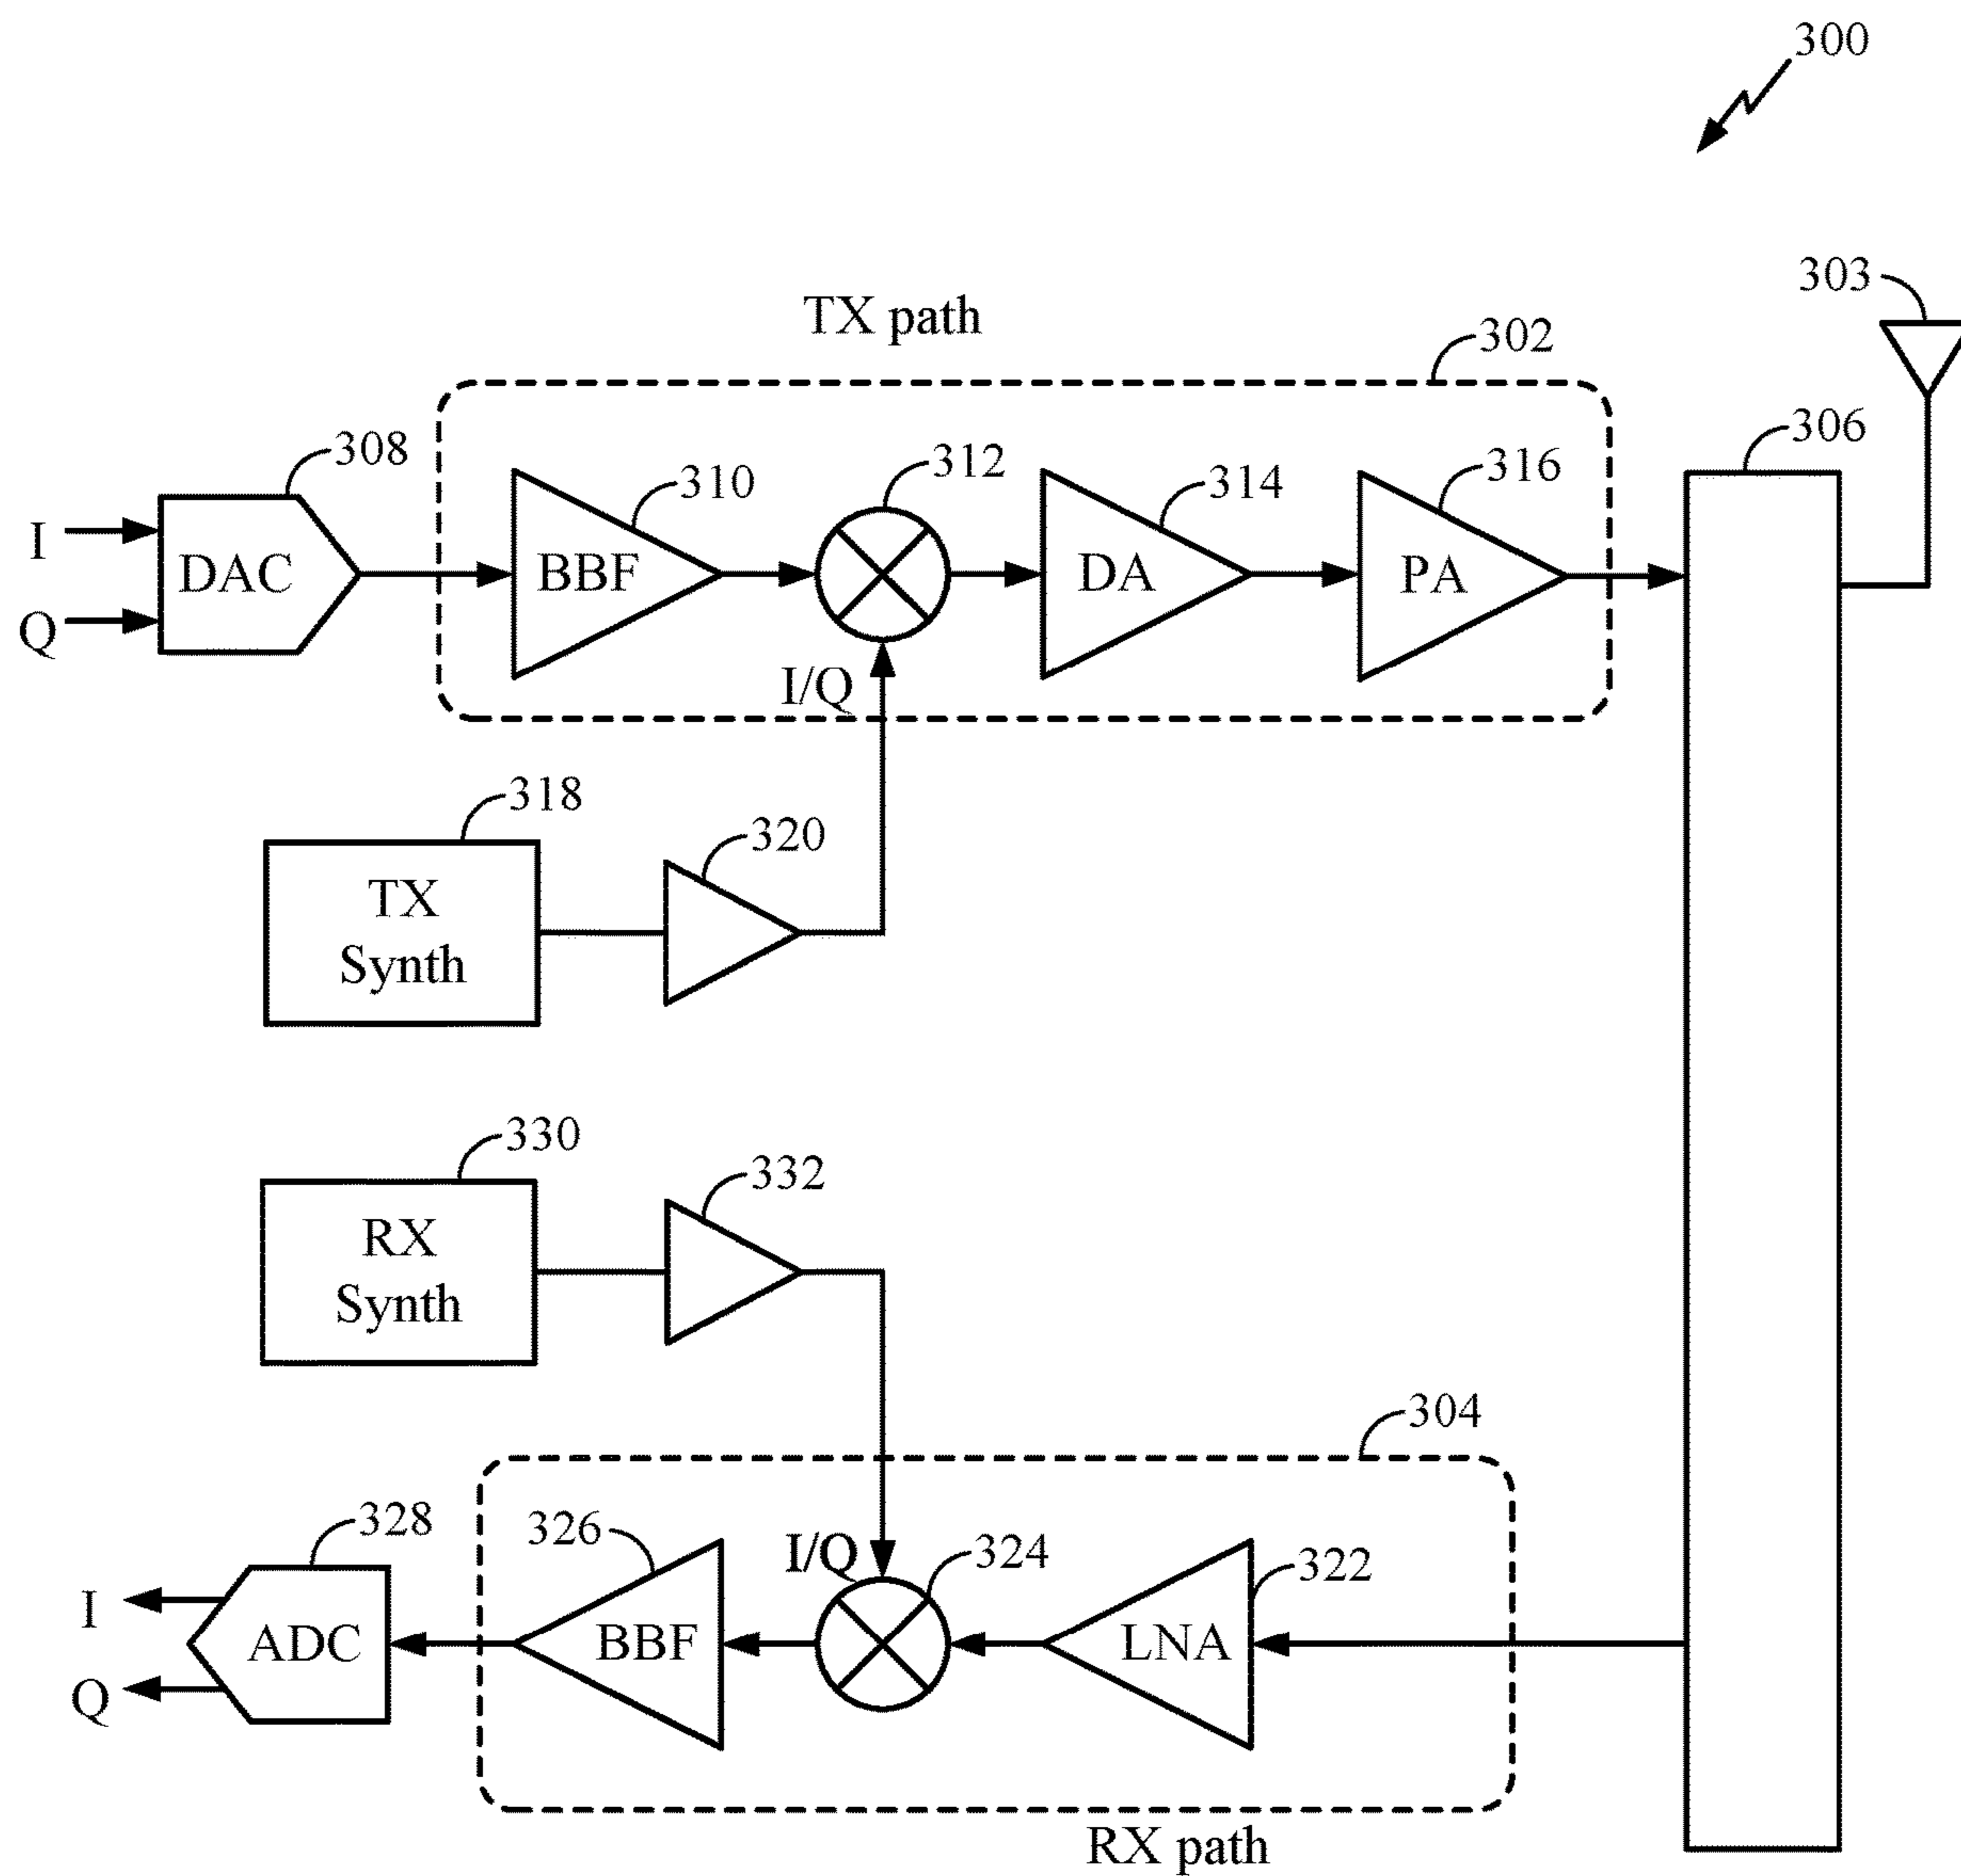 300
303
TX path
302
306
308
310
312
314
316
I
Q
DAC
BBF
DA
PA
I/Q
318
TX
Synth
320
330
RX
Synth
332
304
328
326
I/Q
324
322
I
Q
ADC
BBF
LNA
RX path